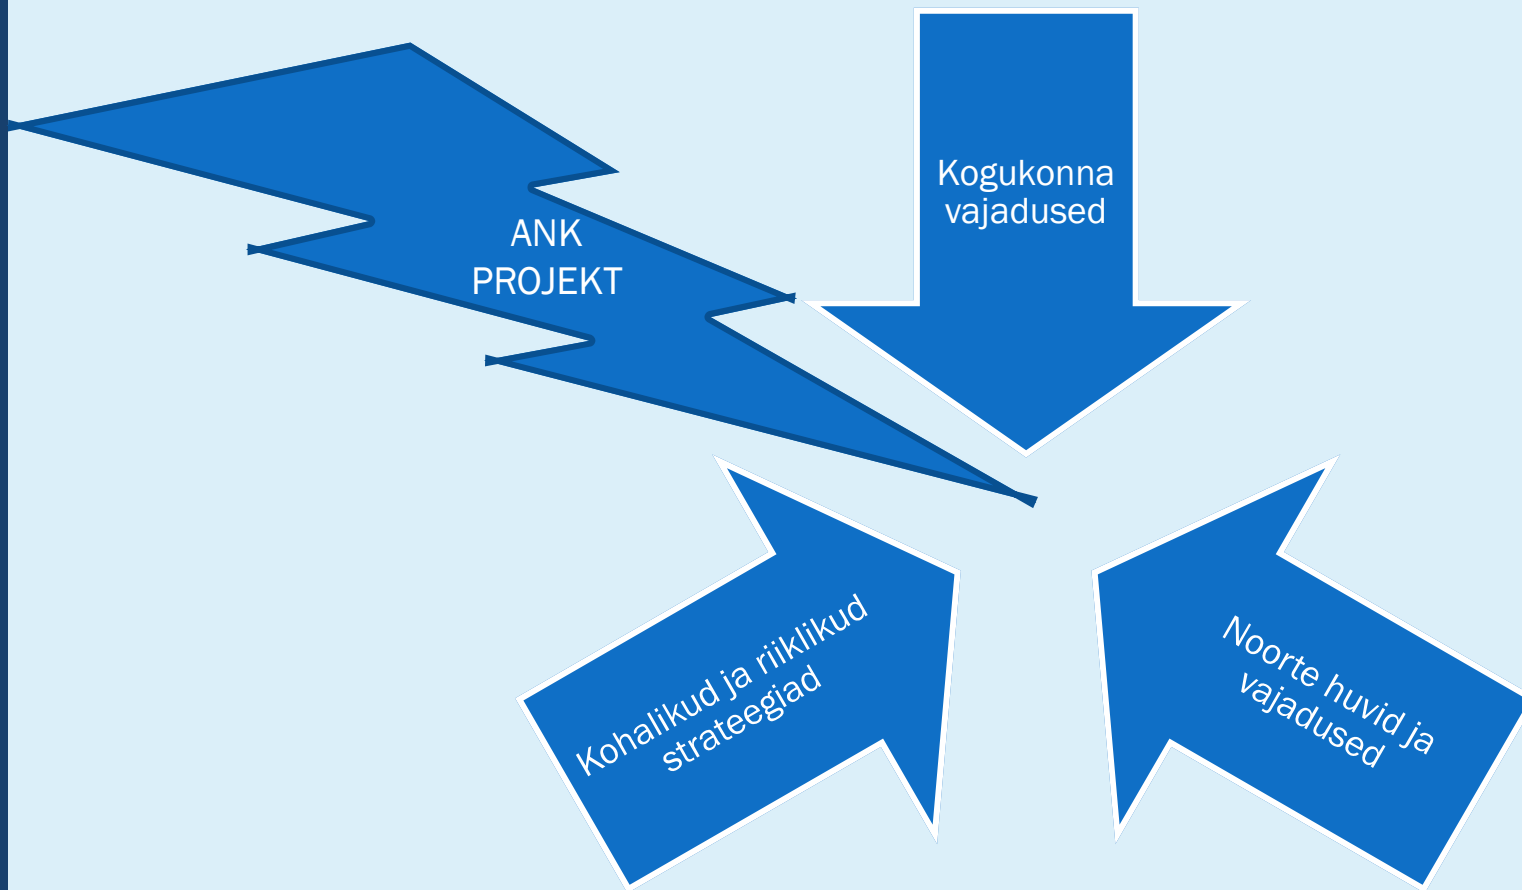 ANK
PROJEKT
Kogukonna
vajadused
Kohalikud ja riiklikud
strateegiad
Noorte huvid ja
vajadused